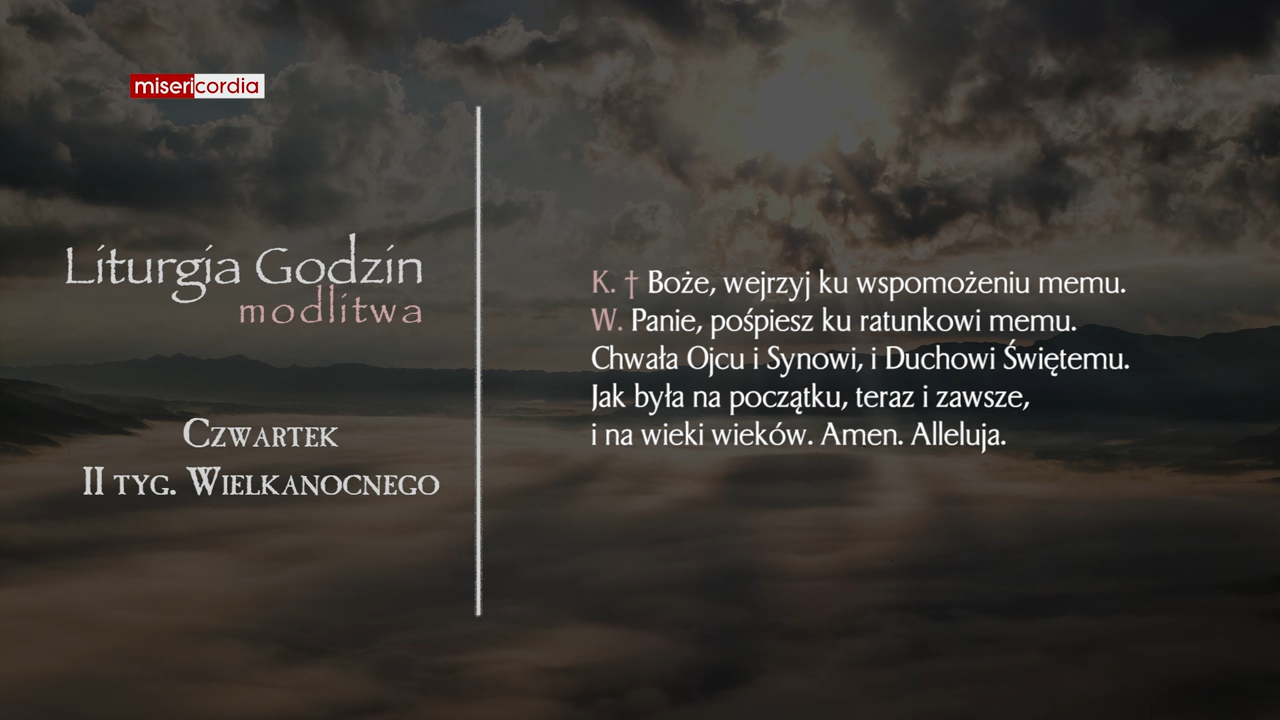 misericordia
Liturgia Godzin
modlitwa
Czwartek
II tyg. Wielkanocnego
K. † Boże, wejrzyj ku wspomożeniu memu.
W. Panie, pośpiesz ku ratunkowi memu.
Chwała Ojcu i Synowi, i Duchowi Świętemu.
Jak była na początku, teraz i zawsze,
i na wieki wieków. Amen. Alleluja.